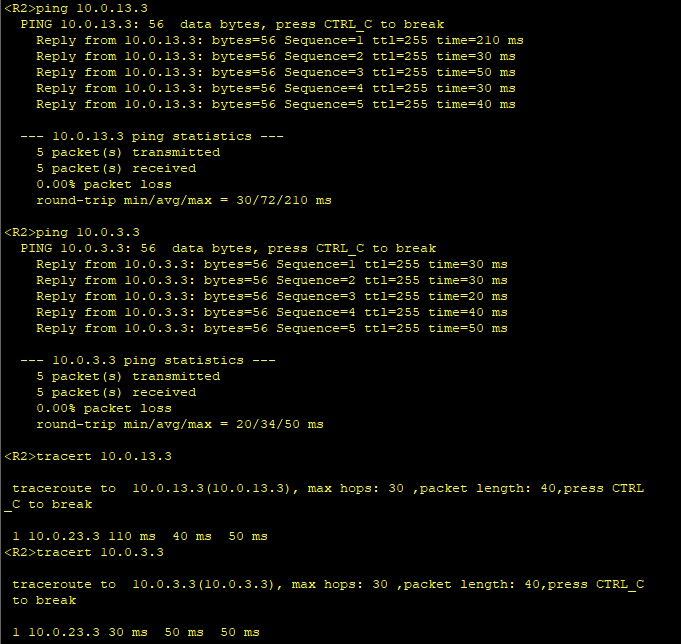 <R2>ping 10.0.13.3
PING 10.0.13.3: 56  data bytes, press CTRL_C to break
Reply from 10.0.13.3: bytes=56 Sequence=1 ttl=255 time=210 ms
Reply from 10.0.13.3: bytes=56 Sequence=2 ttl=255 time=30 ms
Reply from 10.0.13.3: bytes=56 Sequence=3 ttl=255 time=50 ms
Reply from 10.0.13.3: bytes=56 Sequence=4 ttl=255 time=30 ms
Reply from 10.0.13.3: bytes=56 Sequence=5 ttl=255 time=40 ms
--- 10.0.13.3 ping statistics ---
5 packet(s) transmitted
5 packet(s) received
0.00% packet loss
round-trip min/avg/max = 30/72/210 ms
<R2>ping 10.0.3.3
PING 10.0.3.3: 56  data bytes, press CTRL_C to break
Reply from 10.0.3.3: bytes=56 Sequence=1 ttl=255 time=30 ms
Reply from 10.0.3.3: bytes=56 Sequence=2 ttl=255 time=30 ms
Reply from 10.0.3.3: bytes=56 Sequence=3 ttl=255 time=20 ms
Reply from 10.0.3.3: bytes=56 Sequence=4 ttl=255 time=40 ms
Reply from 10.0.3.3: bytes=56 Sequence=5 ttl=255 time=50 ms
--- 10.0.3.3 ping statistics ---
5 packet(s) transmitted
5 packet(s) received
0.00% packet loss
round-trip min/avg/max = 20/34/50 ms
<R2>tracert 10.0.13.3
traceroute to  10.0.13.3(10.0.13.3), max hops: 30 ,packet length: 40,press CTRL
_C to break
1 10.0.23.3 110 ms  40 ms  50 ms
<R2>tracert 10.0.3.3
traceroute to  10.0.3.3(10.0.3.3), max hops: 30 ,packet length: 40,press CTRL_C
to break
1 10.0.23.3 30 ms  50 ms  50 ms